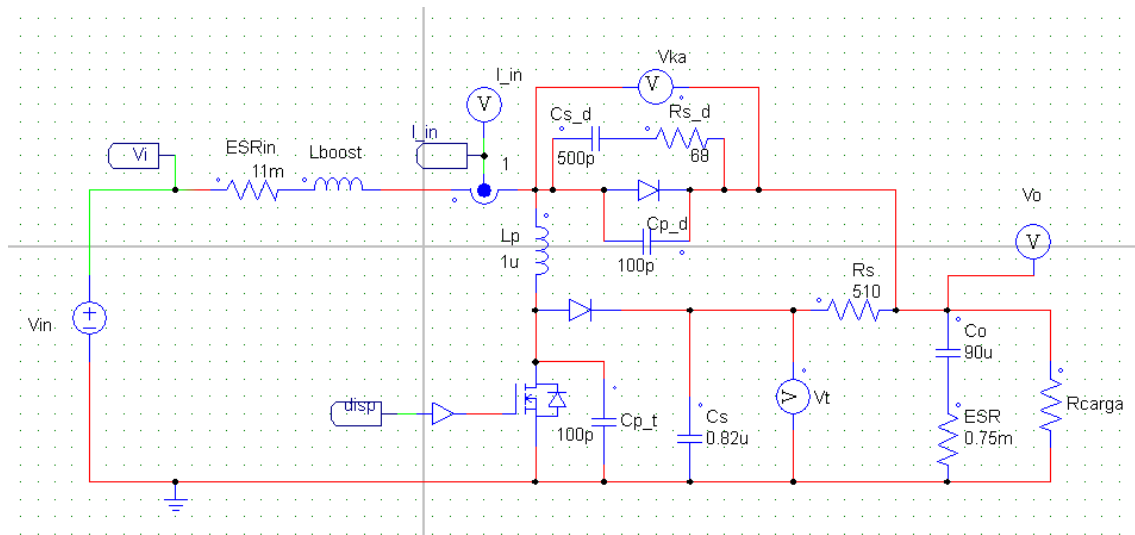 Vka
I_in
V
V
Cs_d
Rs_d
500p
68
I_in
Vi
ESRin
11m
Lboost
1
Cp_d
100p
Vo
V
Lp
1u
Rs
510
Vin
Co
90u
disp
Cp_t
100p
Cs
0.82u
V
Vt
ESR
0.75m
Rcarga